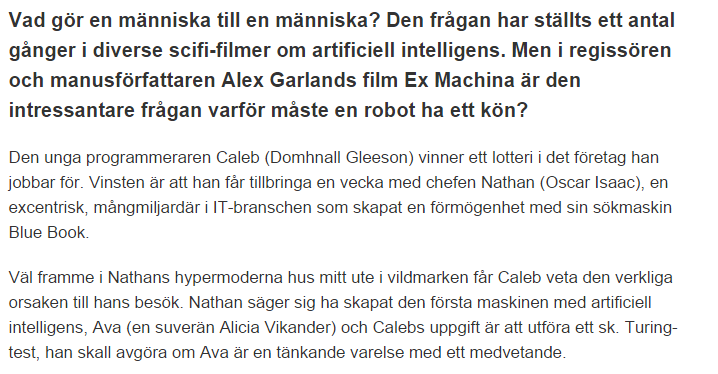 Vad gör en människa till en människa? Den frågan har ställts ett antal
gånger i diverse scifi-filmer om artificiell intelligens. Men i regissören
och manusförfattaren Alex Garlands film Ex Machina är den
intressantare frågan varför måste en robot ha ett kön?
Den unga programmeraren Caleb (Domhnall Gleeson) vinner ett lotteri i det företag han
jobbar för. Vinsten är att han får tillbringa en vecka med chefen Nathan (Oscar Isaac), en
excentrisk, mångmiljardär i IT-branschen som skapat en förmögenhet med sin sökmaskin
Blue Book.
Väl framme i Nathans hypermoderna hus mitt ute i vildmarken får Caleb veta den verkliga
orsaken till hans besök. Nathan säger sig ha skapat den första maskinen med artificiell
intelligens, Ava (en suverän Alicia Vikander) och Calebs uppgift är att utföra ett sk. Turing-
test, han skall avgöra om Ava är en tänkande varelse med ett medvetande.